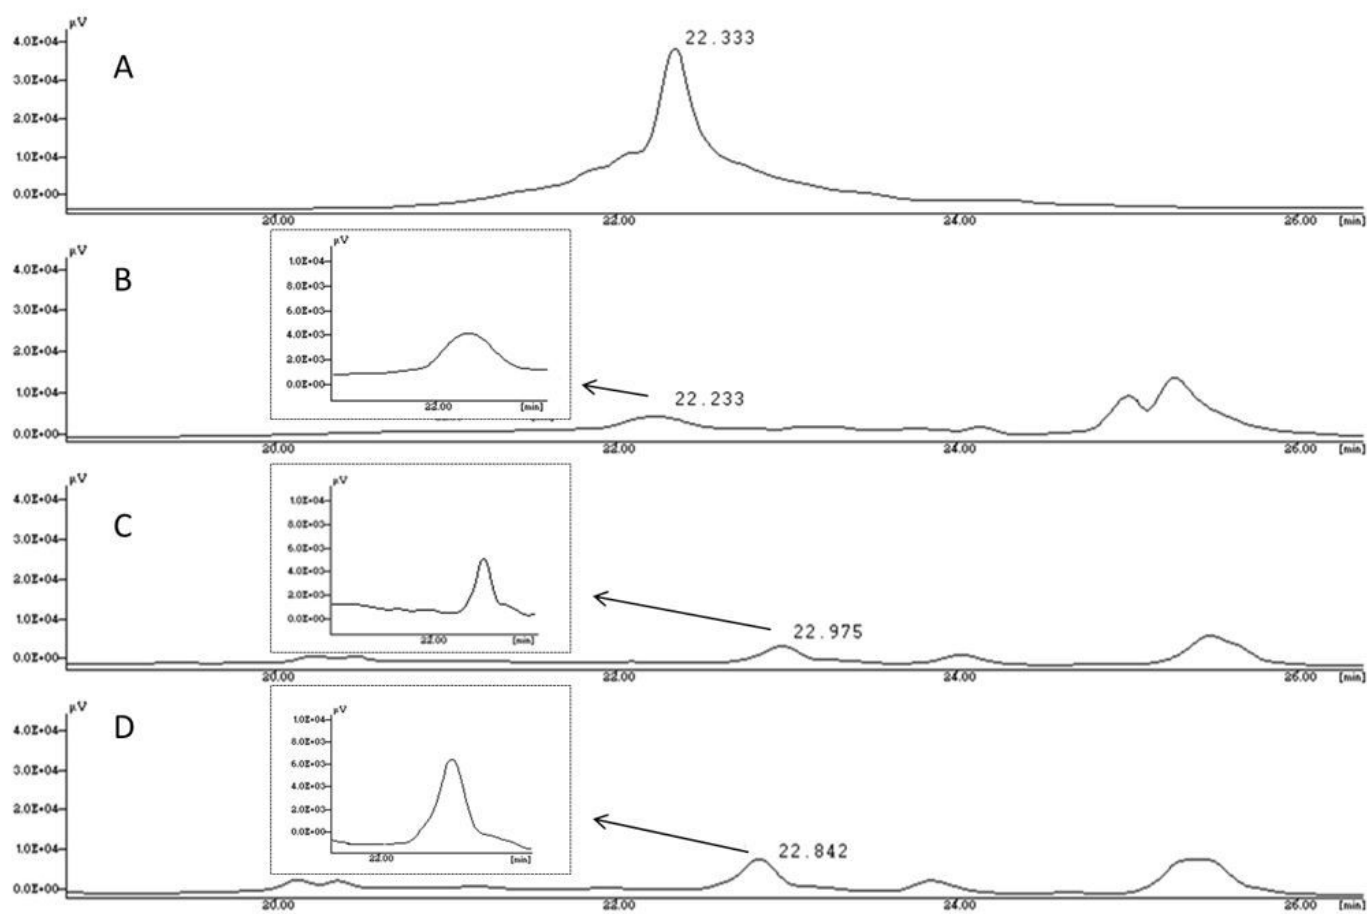 μV
4.0E+04
22.333
A
3.0E+04
2.0E+04
1.0E+04
0.0E+00
20.00 22.00 24.00 26.00 [min]
μV
4.0E+04
B
3.0E+04
2.0E+04
1.0E+04
0.0E+00
μV
1.0E+04
8.0E+03
6.0E+03
4.0E+03
2.0E+03
0.0E+00
22.00 [min]
22.233
20.00 22.00 24.00 26.00 [min]
μV
4.0E+04
C
3.0E+04
2.0E+04
1.0E+04
0.0E+00
μV
1.0E+04
8.0E+03
6.0E+03
4.0E+03
2.0E+03
0.0E+00
22.00 [min]
22.975
20.00 22.00 24.00 26.00 [min]
μV
D
4.0E+04
3.0E+04
2.0E+04
1.0E+04
0.0E+00
μV
1.0E+04
8.0E+03
6.0E+03
4.0E+03
2.0E+03
0.0E+00
22.00 [min]
22.842
20.00 22.00 24.00 26.00 [min]